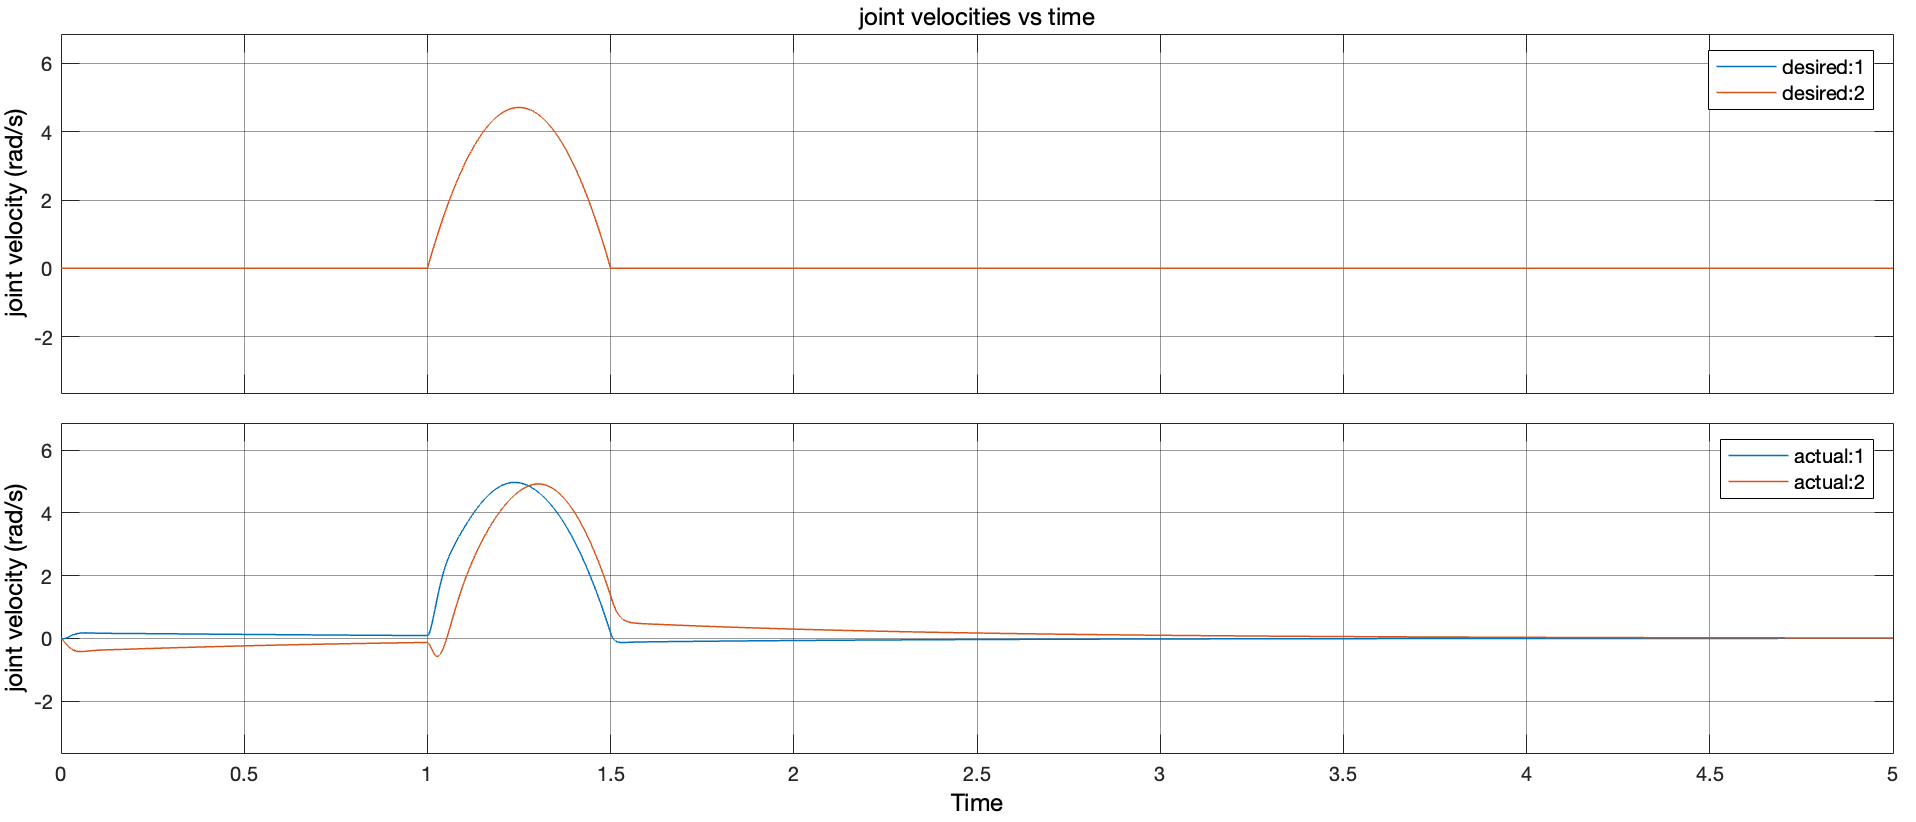 joint velocities vs time
joint velocity (rad/s)
6
4
2
0
-2
desired:1
desired:2
joint velocity (rad/s)
6
4
2
0
-2
actual:1
actual:2
0 0.5 1 1.5 2 2.5 3 3.5 4 4.5 5
Time